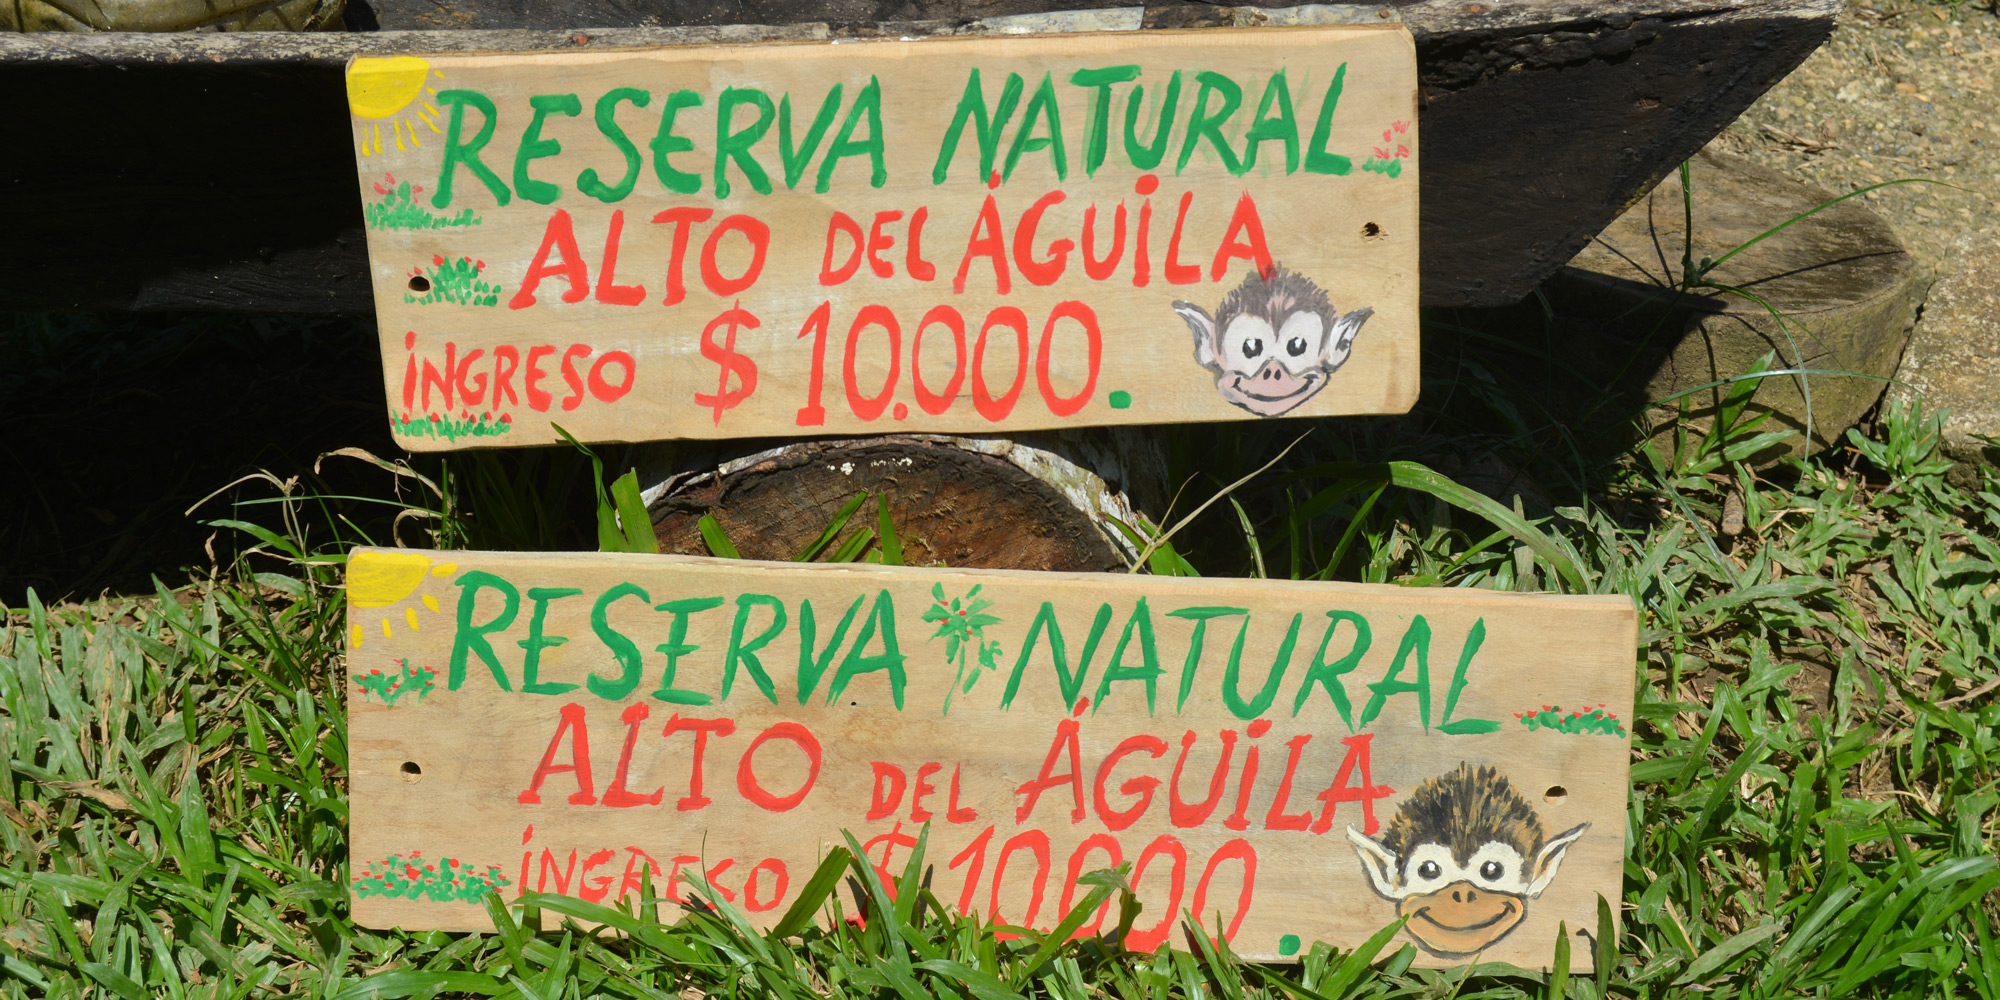 RESERVA NATURAL
ALTO DEL ÁGUILA
INGRESO $ 10.000.
RESERVA NATURAL
ALTO DEL ÁGUILA
INGRESO $ 10.000.